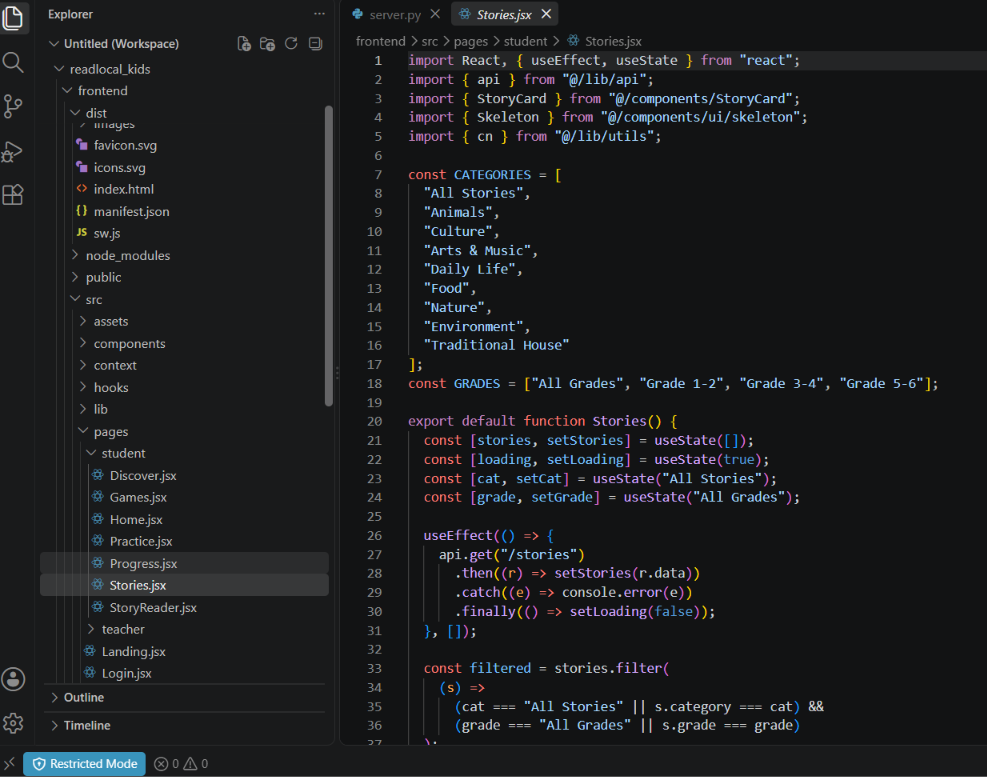 Explorer
Untitled (Workspace)
readlocal_kids
frontend
dist
images
favicon.svg
icons.svg
<> index.html
{} manifest.json
JS sw.js
node_modules
public
src
assets
components
context
hooks
lib
pages
student
Discover.jsx
Games.jsx
Home.jsx
Practice.jsx
Progress.jsx
Stories.jsx
StoryReader.jsx
teacher
Landing.jsx
Login.jsx
Outline
Timeline
server.py
Stories.jsx
frontend > src > pages > student > Stories.jsx
1 import React, { useEffect, useState } from "react";
2 import { api } from "@/lib/api";
3 import { StoryCard } from "@/components/StoryCard";
4 import { Skeleton } from "@/components/ui/skeleton";
5 import { cn } from "@/lib/utils";
6
7 const CATEGORIES = [
8 "All Stories",
9 "Animals",
10 "Culture",
11 "Arts & Music",
12 "Daily Life",
13 "Food",
14 "Nature",
15 "Environment",
16 "Traditional House"
17 ];
18 const GRADES = ["All Grades", "Grade 1-2", "Grade 3-4", "Grade 5-6"];
19
20 export default function Stories() {
21 const [stories, setStories] = useState([]);
22 const [loading, setLoading] = useState(true);
23 const [cat, setCat] = useState("All Stories");
24 const [grade, setGrade] = useState("All Grades");
25
26 useEffect(() => {
27 api.get("/stories")
28 .then((r) => setStories(r.data))
29 .catch((e) => console.error(e))
30 .finally(() => setLoading(false));
31 }, []);
32
33 const filtered = stories.filter(
34 (s) =>
35 (cat === "All Stories" || s.category === cat) &&
36 (grade === "All Grades" || s.grade === grade)
37 );
Restricted Mode
0
0